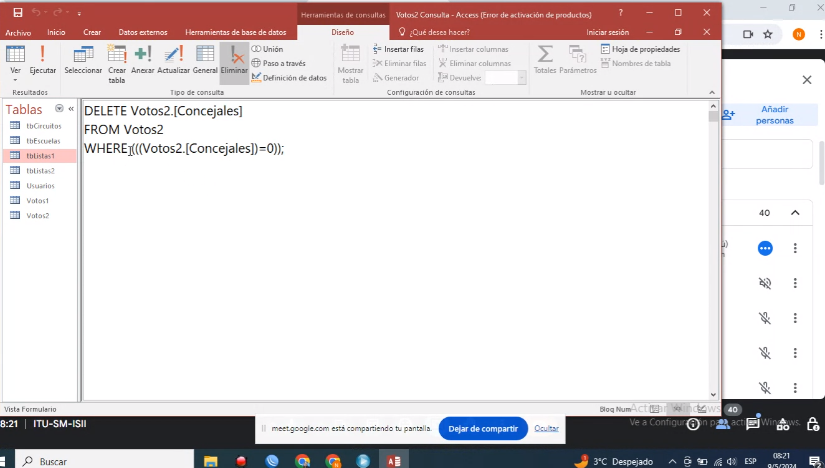 Herramientas de consultas
Votos2 Consulta - Access (Error de activación de productos)
?
Archivo
Inicio
Crear
Datos externos
Herramientas de base de datos
Diseño
¿Qué desea hacer?
Iniciar sesión
Ver
Ejecutar
Resultados
Seleccionar
Crear tabla
Anexar
Actualizar
General
Eliminar
Unión
Paso a través
Definición de datos
Tipo de consulta
Mostrar tabla
Insertar filas
Eliminar filas
Generador
Insertar columnas
Eliminar columnas
Devuelve:
Configuración de consultas
Totales
Parámetros
Hoja de propiedades
Nombres de tabla
Mostrar u ocultar
Tablas
tbCircuitos
tbEscuelas
tbListas1
tbListas2
Usuarios
Votos1
Votos2
DELETE Votos2.[Concejales]
FROM Votos2
WHERE (((Votos2.[Concejales])=0));
Vista Formulario
Bloq Num
SQL
N
Añadir
personas
40
Activar Windows
Ve a Configuración para activar Windows.
40
8:21
ITU-SM-ISII
meet.google.com está compartiendo tu pantalla.
Dejar de compartir
Ocultar
Buscar
3°C Despejado
ESP
08:21
9/5/2024